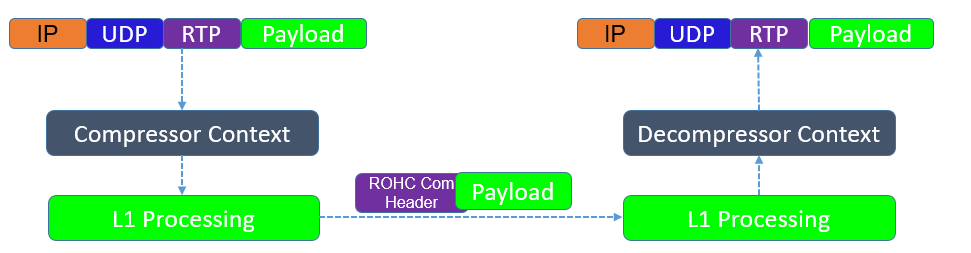 IP UDP RTP Payload
IP UDP RTP Payload
Compressor Context
Decompressor Context
ROHC Com
Header
Payload
L1 Processing
L1 Processing